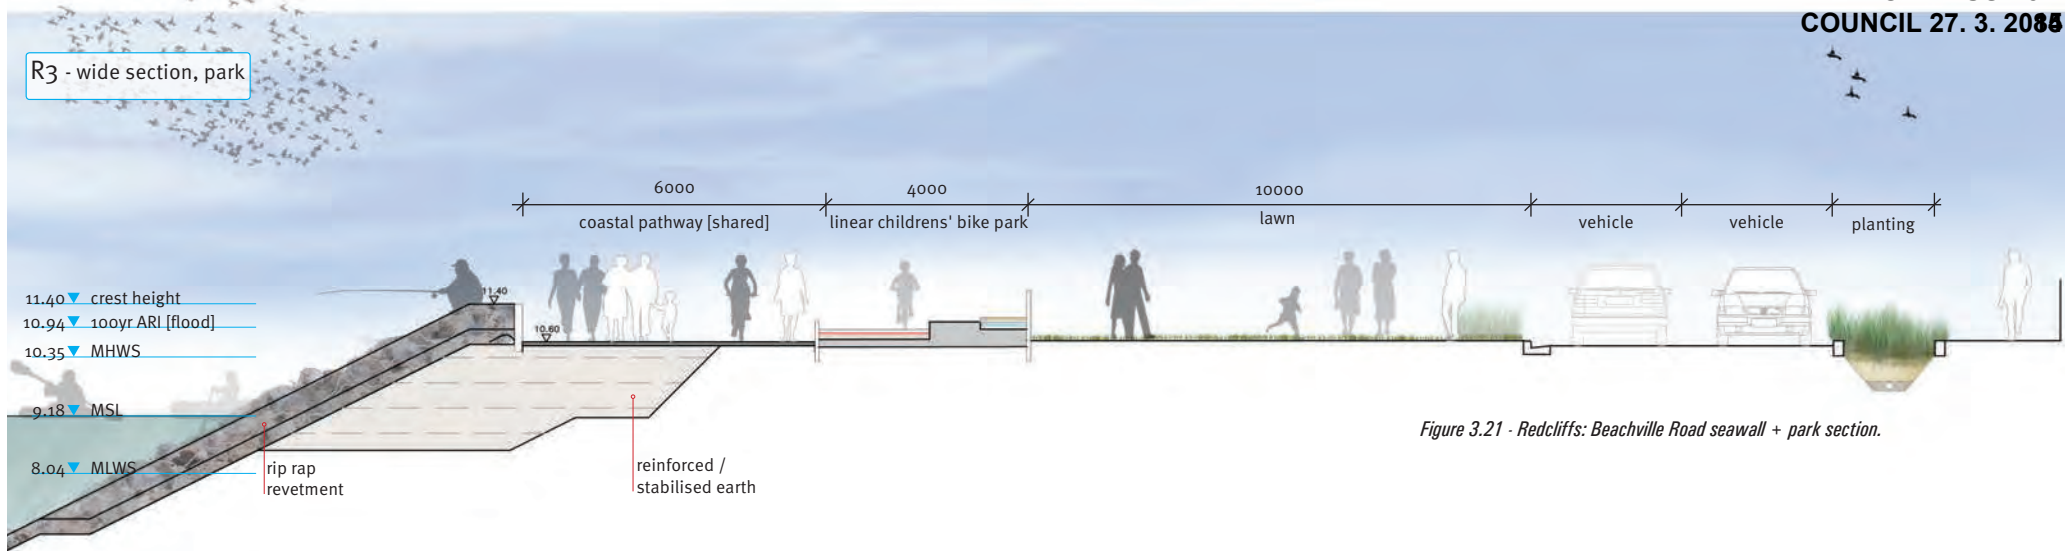 COUNCIL 27. 3.
R3 - wide section, park
6000
4000
10000
coastal pathway [shared]
linear childrens' bike park
lawn
vehicle
vehicle
planting
11.40 crest height
10.94 100yr ARI [flood]
10.35 MHWS
9.18 MSL
8.04 MLWS
11.40
10.60
rip rap
revetment
reinforced /
stabilised earth
Figure 3.21 - Redcliffs: Beachville Road seawall + park section.